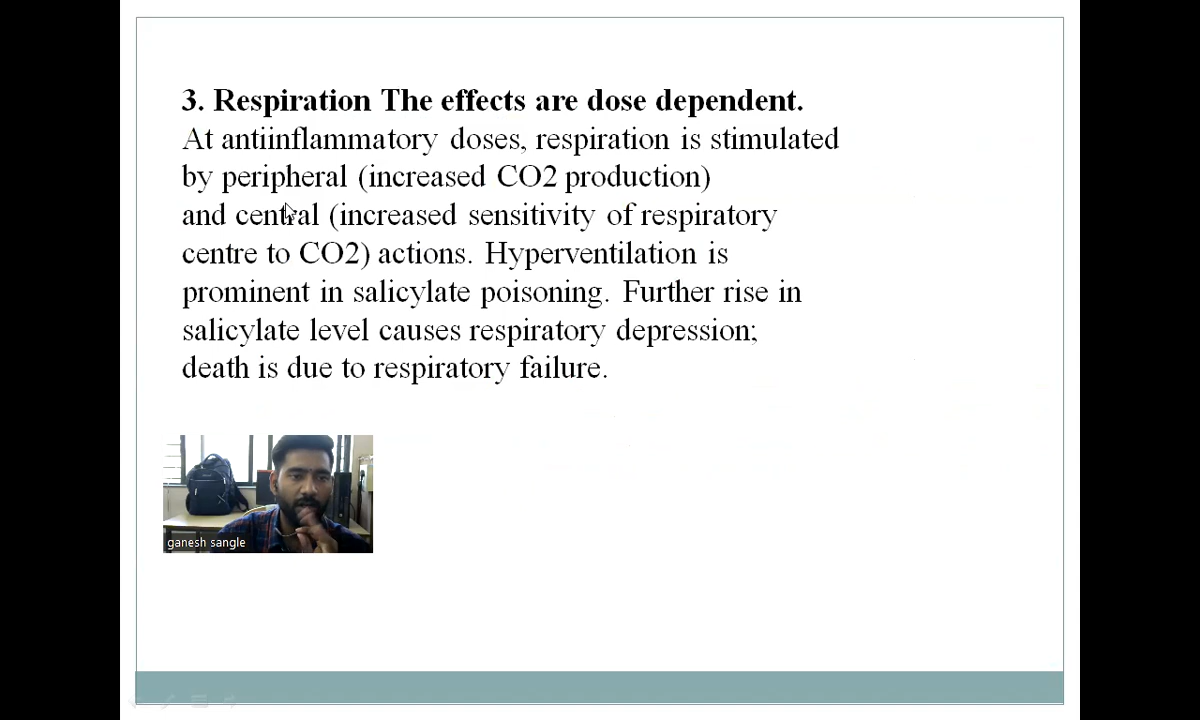 3. Respiration The effects are dose dependent.
At antiinflammatory doses, respiration is stimulated
by peripheral (increased CO2 production)
and central (increased sensitivity of respiratory
centre to CO2) actions. Hyperventilation is
prominent in salicylate poisoning. Further rise in
salicylate level causes respiratory depression;
death is due to respiratory failure.
ganesh sangle